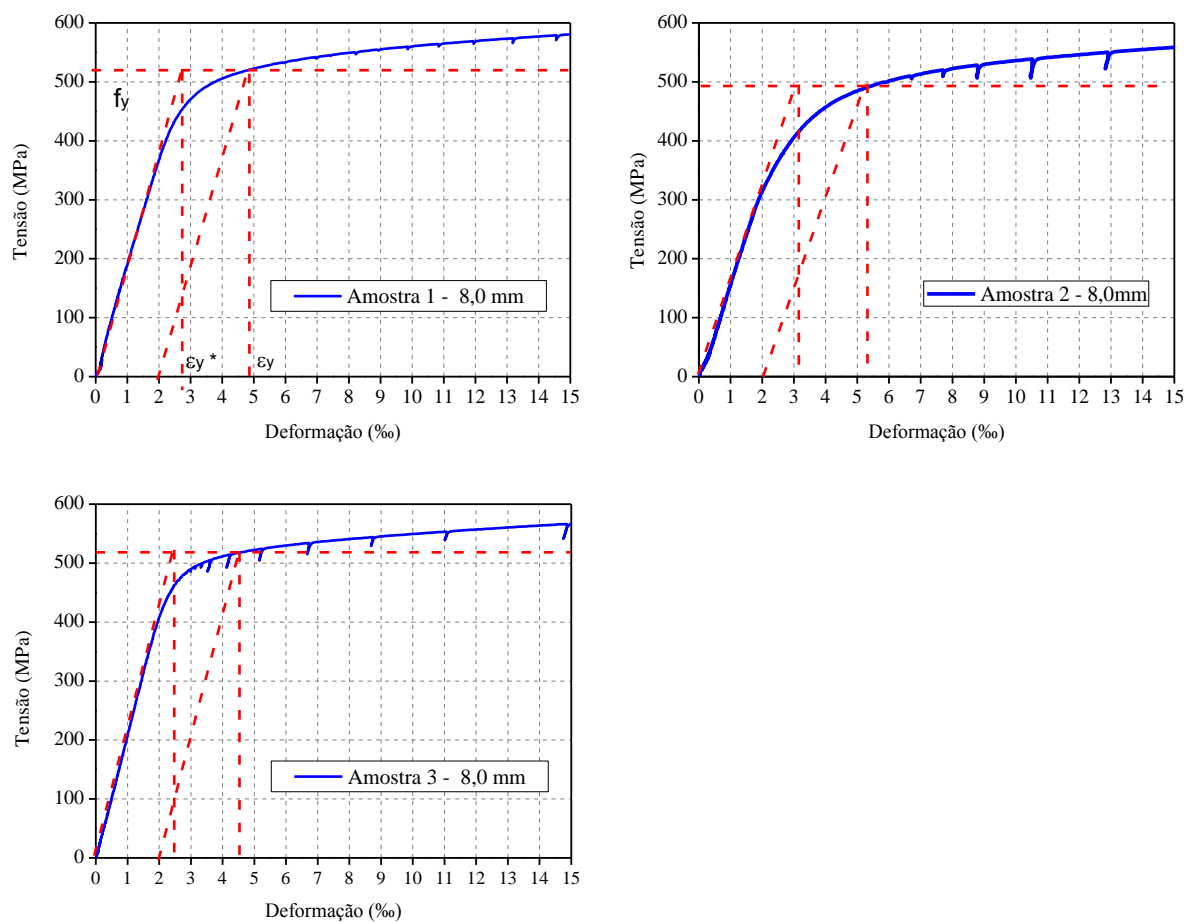 600
500
400
300
200
100
0
Tensão (MPa)
fy
εy *
εy
Amostra 1 - 8,0 mm
0 1 2 3 4 5 6 7 8 9 10 11 12 13 14 15
Deformação (‰)
600
500
400
300
200
100
0
Tensão (MPa)
Amostra 2 - 8,0mm
0 1 2 3 4 5 6 7 8 9 10 11 12 13 14 15
Deformação (‰)
600
500
400
300
200
100
0
Tensão (MPa)
Amostra 3 - 8,0 mm
0 1 2 3 4 5 6 7 8 9 10 11 12 13 14 15
Deformação (‰)